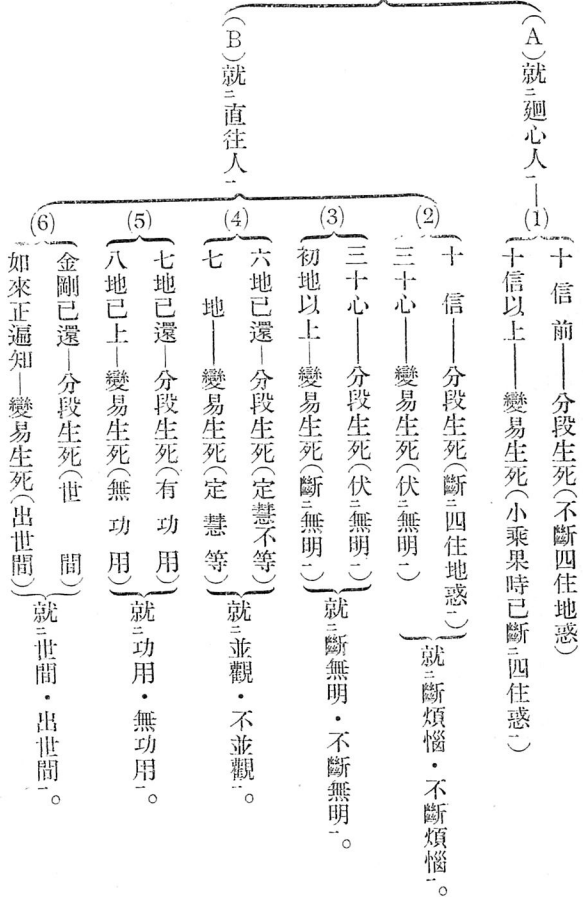 (A)就㆓廻心人㆒—(1)
十信前——分段生死(不斷四住地惑)
十信以上——變易生死(小乘果時已斷㆓四住惑㆒)
(B)就㆓直往人㆒
(2)
十　信——分段生死(斷㆓四住地惑㆒)
三十心——變易生死(伏㆓無明㆒)
就㆓斷煩惱・不斷煩惱㆒。
(3)
三十心——分段生死(伏㆓無明㆒)
初地以上—變易生死(斷㆓無明㆒)
就㆓斷無明・不斷無明㆒。
(4)
六地已還—分段生死(定慧不等)
七　地——變易生死(定慧等)
就㆓並觀・不並觀㆒。
(5)
七地已還—分段生死(有功用)
八地已上—變易生死(無功用)
就㆓功用・無功用㆒。
(6)
金剛已還—分段生死(世　間)
如來正遍知—變易生死(出世間)
就㆓世間・出世間㆒。